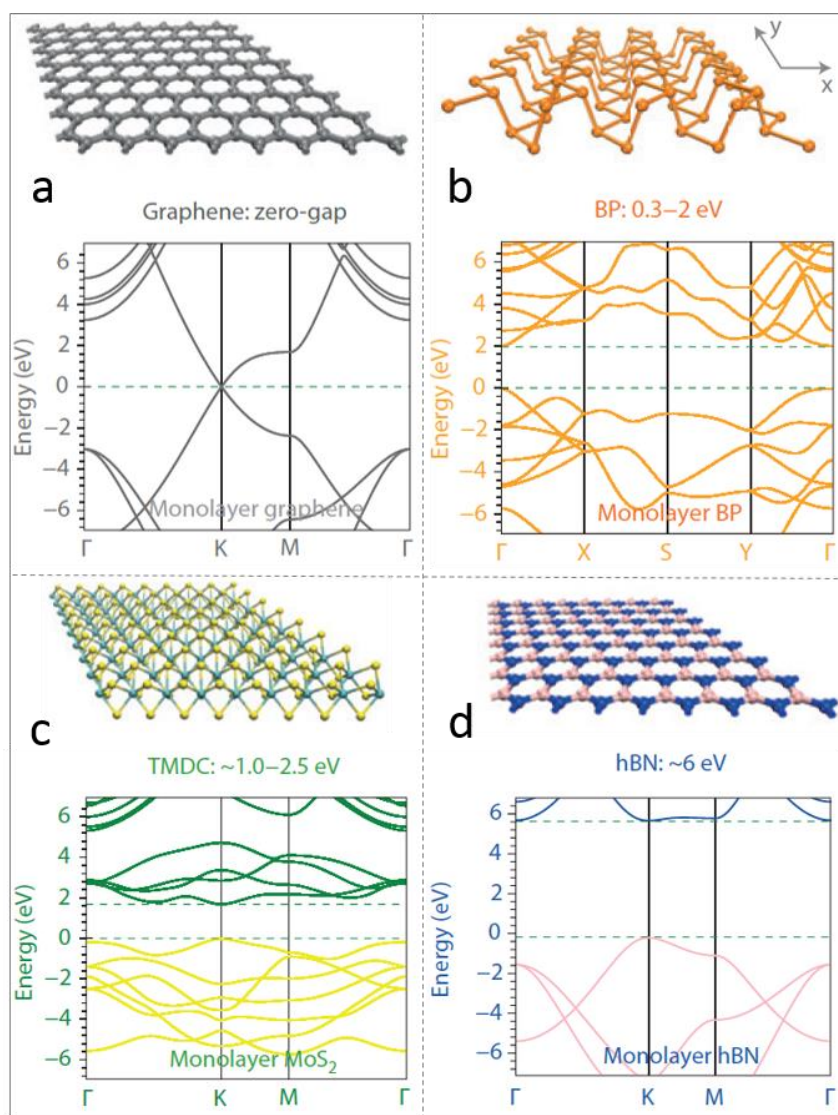 y
x
a
b
Graphene: zero-gap
BP: 0.3–2 eV
Energy (eV)
6
4
2
0
−2
−4
−6
Monolayer graphene
Γ K M Γ
Energy (eV)
6
4
2
0
−2
−4
−6
Monolayer BP
Γ X S Y Γ
c
d
TMDC: ~1.0–2.5 eV
hBN: ~6 eV
Energy (eV)
6
4
2
0
−2
−4
−6
Monolayer MoS₂
Γ K M Γ
Energy (eV)
6
4
2
0
−2
−4
−6
Monolayer hBN
Γ K M Γ